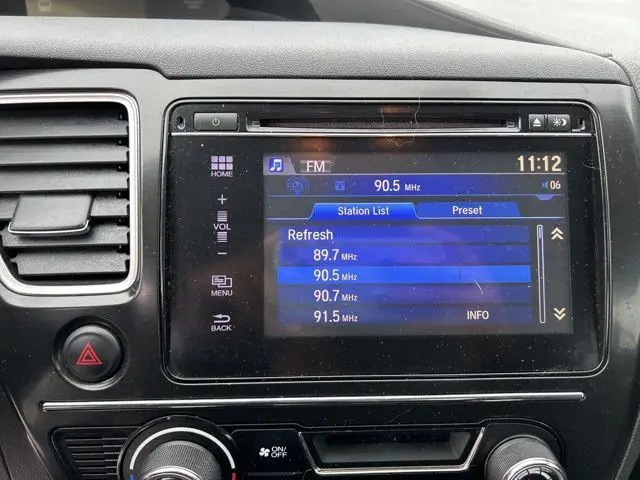 FM 11:12
HOME
90.5 MHz 06
+
VOL
−
Station List Preset
Refresh
89.7 MHz
90.5 MHz
90.7 MHz
91.5 MHz INFO
MENU
BACK
ON/
OFF